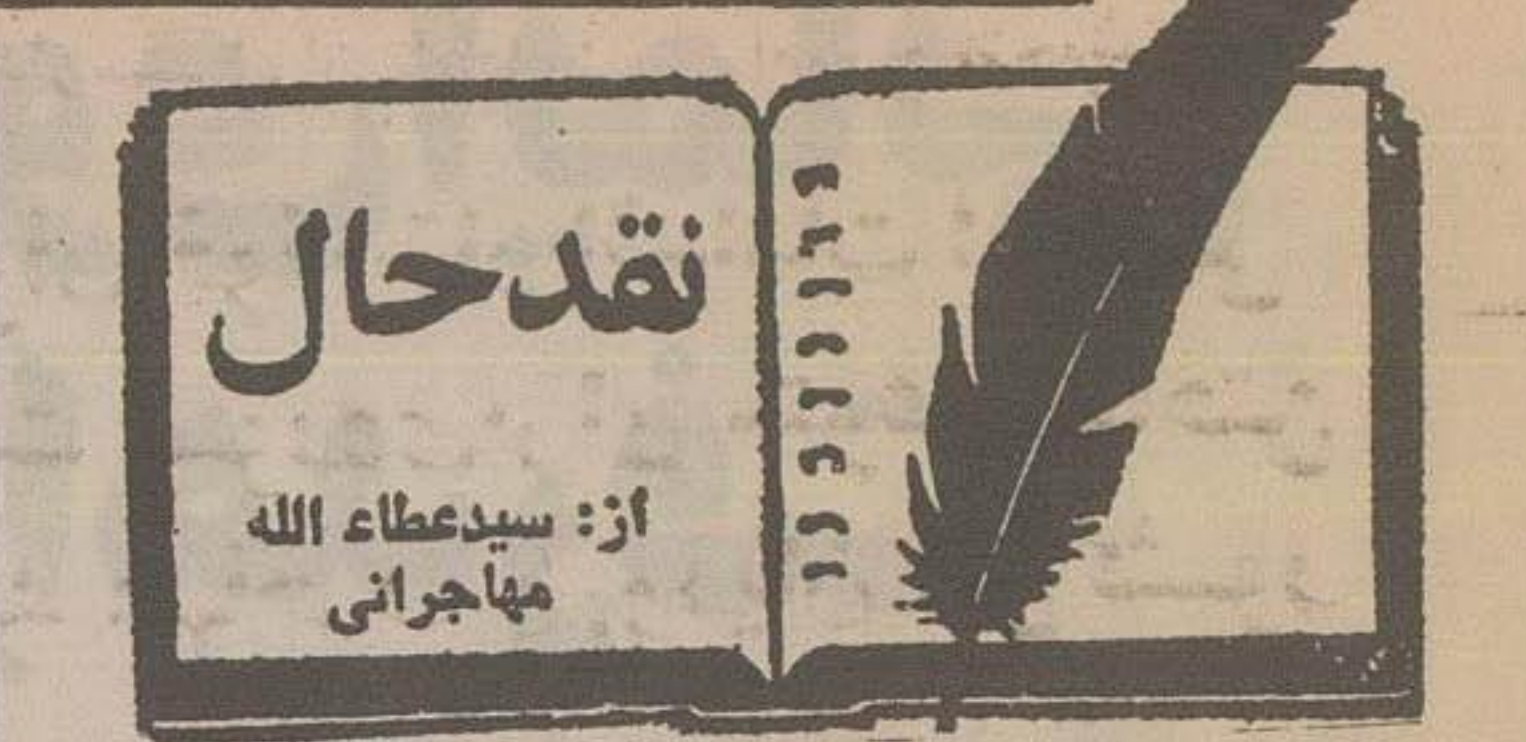 نقدحال
از: سیدعطاء الله
مهاجرانی